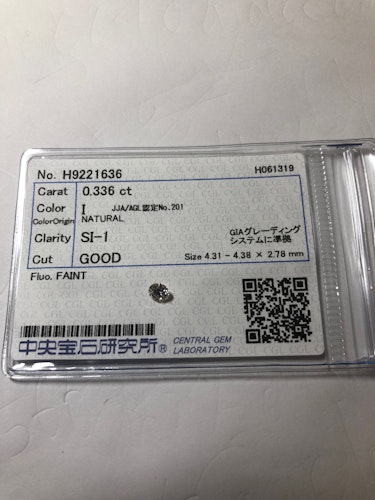 No. H9221636 H061319
Carat 0.336 ct
Color I JJA/AGL認定No.201
ColorOrigin NATURAL
Clarity SI-1 GIAグレーディング
システムに準拠
Cut GOOD Size 4.31 - 4.38 × 2.78 mm
Fluo. FAINT
中央宝石研究所® CENTRAL GEM
LABORATORY